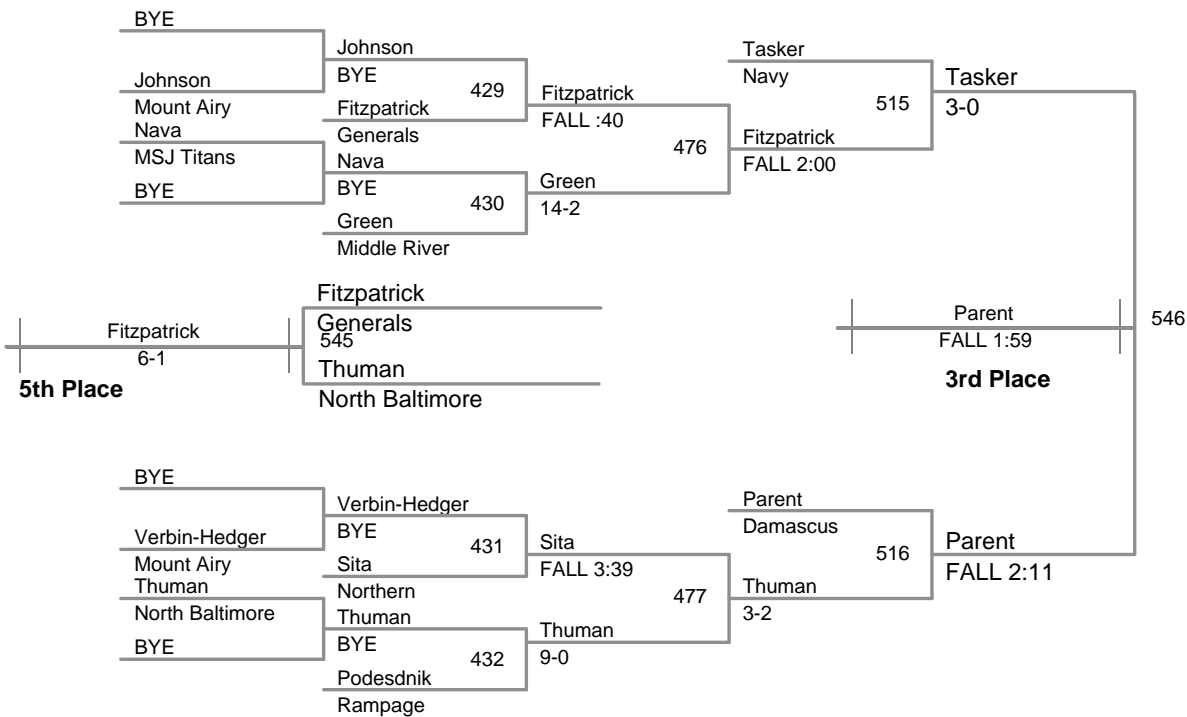 BYE
Johnson
Tasker
Johnson
BYE
429
Navy
Tasker
Mount Airy
Fitzpatrick
Fitzpatrick
515
3-0
Nava
Generals
FALL :40
476
Fitzpatrick
MSJ Titans
Nava
FALL 2:00
BYE
BYE
430
Green
Green
14-2
Middle River
Fitzpatrick
Generals
Fitzpatrick
545
Parent
546
6-1
Thuman
FALL 1:59
5th Place
North Baltimore
3rd Place
BYE
Verbin-Hedger
Parent
Verbin-Hedger
BYE
431
Sita
Damascus
Parent
Mount Airy
Sita
FALL 3:39
516
FALL 2:11
Thuman
Northern
477
Thuman
North Baltimore
Thuman
3-2
BYE
BYE
432
Thuman
Podesdnik
9-0
Rampage